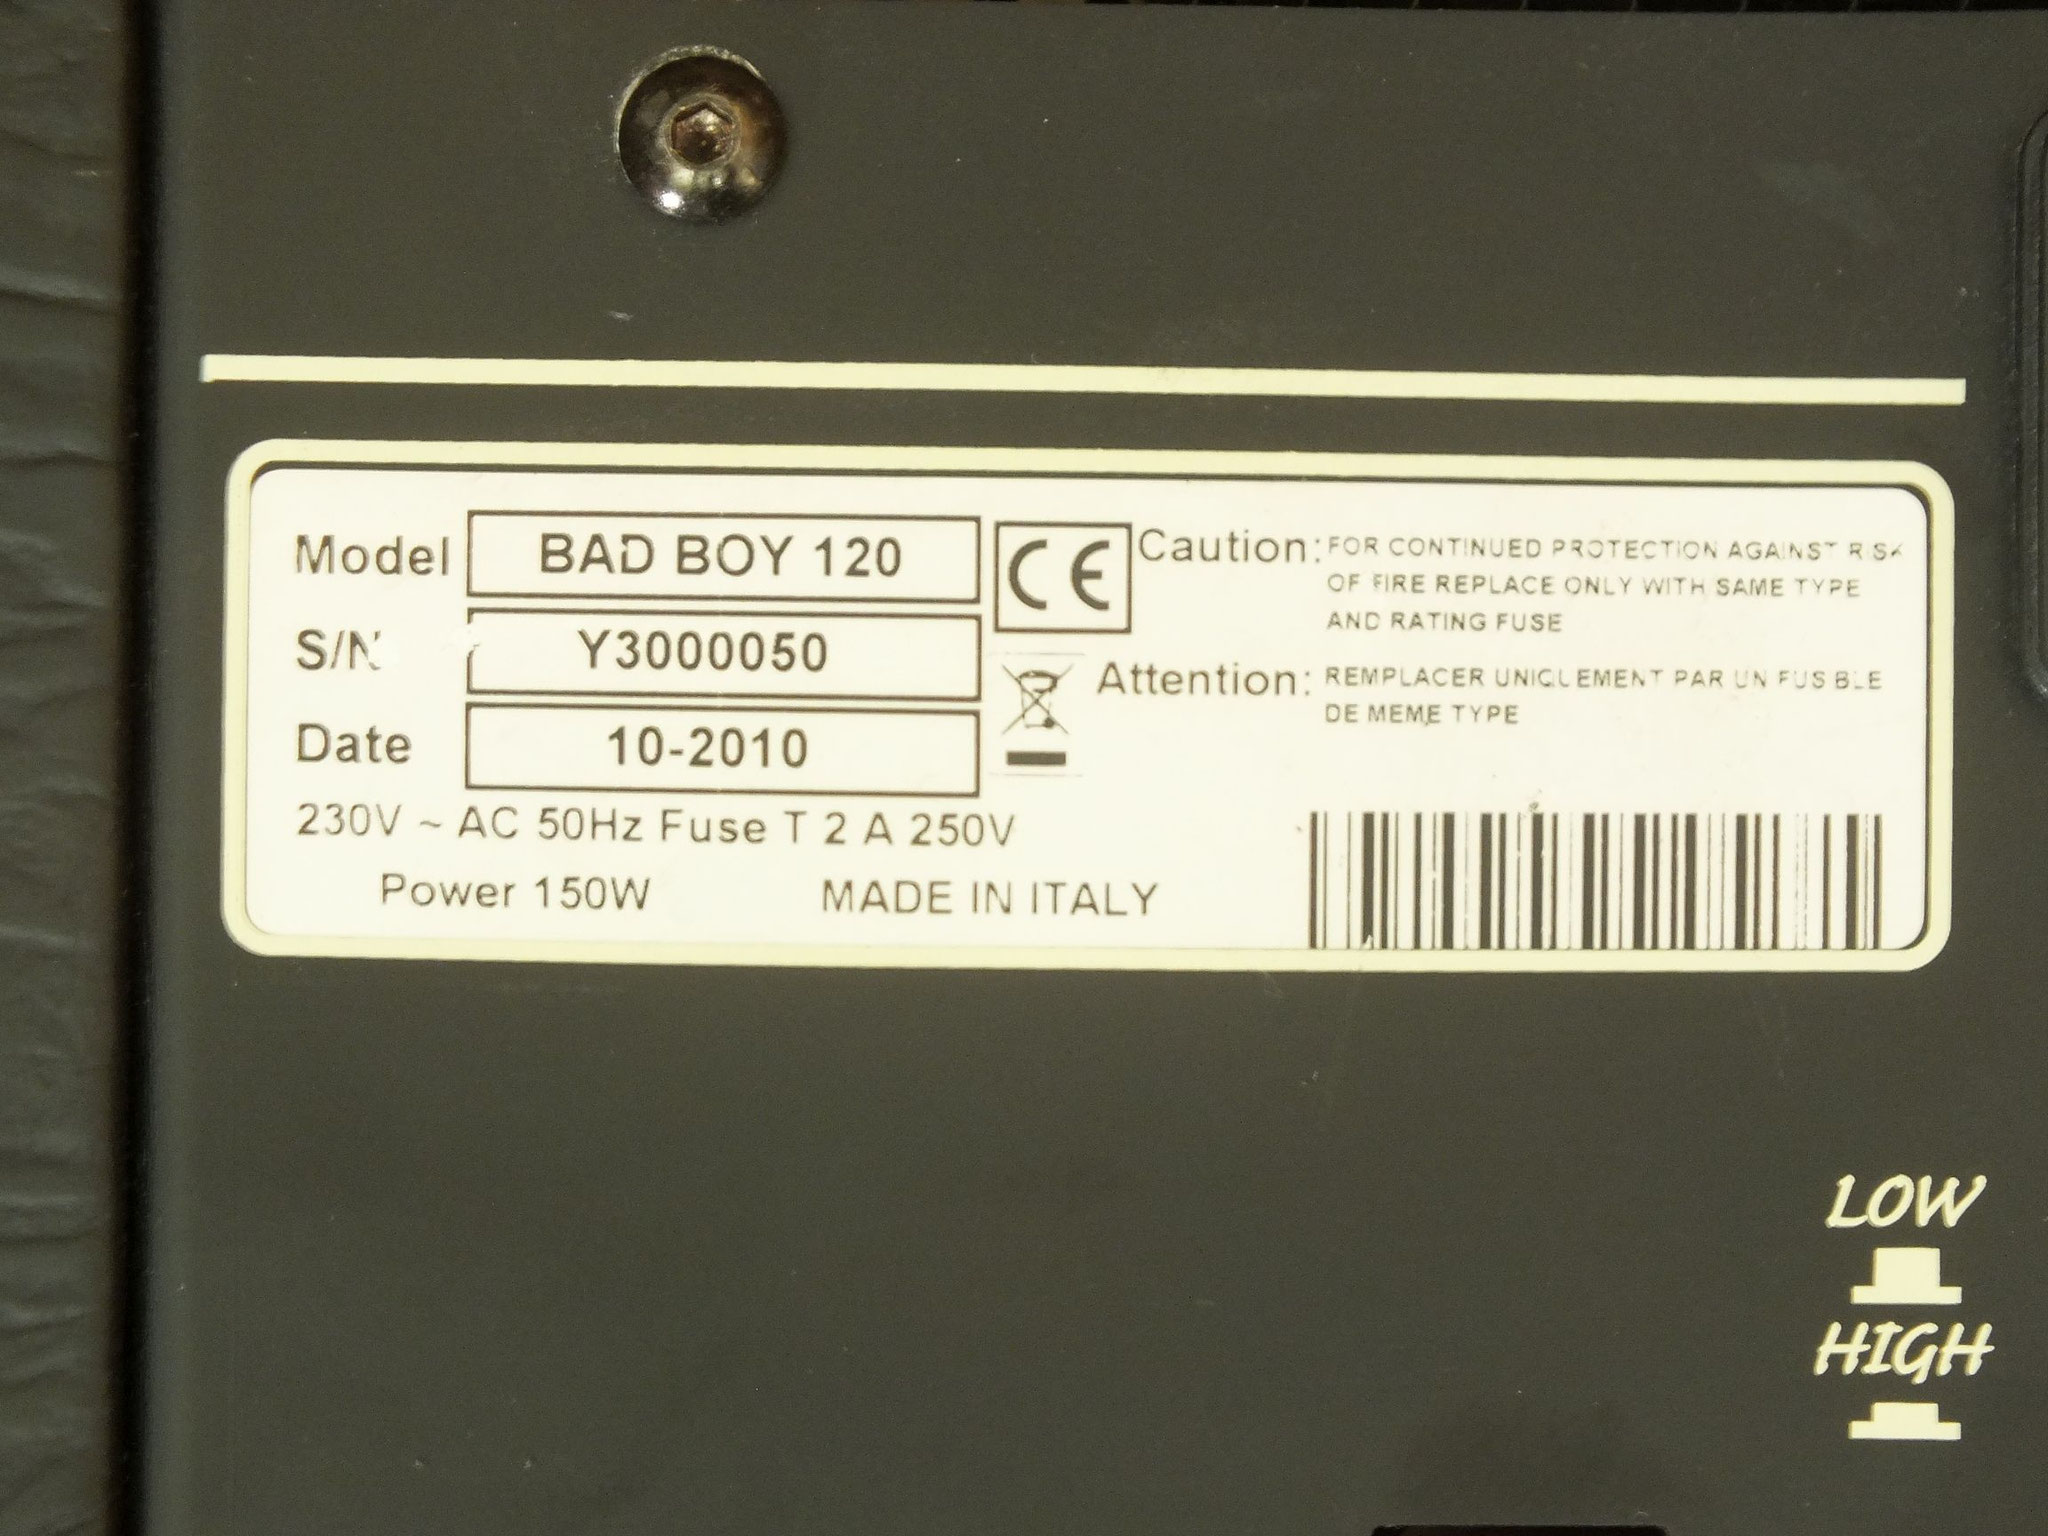 Model BAD BOY 120
S/N Y3000050
Date 10-2010
230V ~ AC 50Hz Fuse T 2 A 250V
Power 150W MADE IN ITALY
CE
Caution: FOR CONTINUED PROTECTION AGAINST RISK
OF FIRE REPLACE ONLY WITH SAME TYPE
AND RATING FUSE
Attention: REMPLACER UNIQUEMENT PAR UN FUSIBLE
DE MEME TYPE
LOW
HIGH